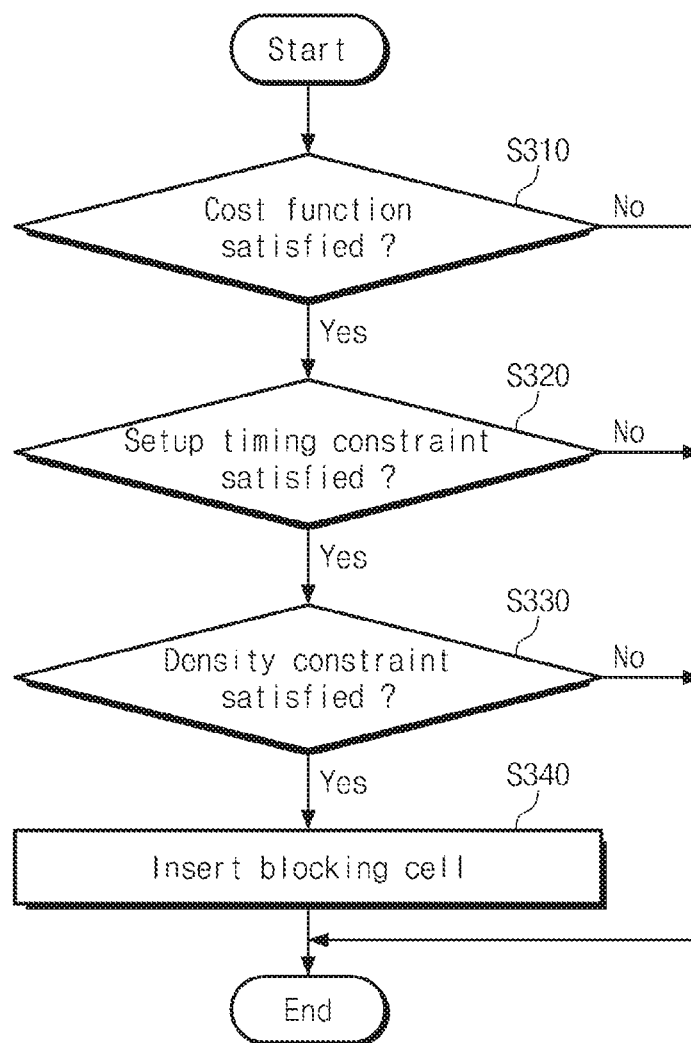 Start
S310
Cost function
satisfied ?
No
Yes
S320
Setup timing constraint
satisfied ?
No
Yes
S330
Density constraint
satisfied ?
No
Yes
S340
Insert blocking cell
End